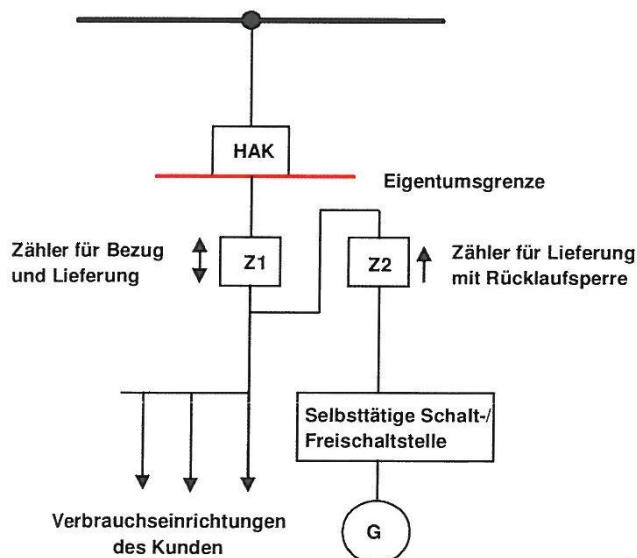 HAK
Eigentumsgrenze
Zähler für Bezug
und Lieferung
Z1
Z2
Zähler für Lieferung
mit Rücklaufsperre
Selbsttätige Schalt-/
Freischaltstelle
Verbrauchseinrichtungen
des Kunden
G